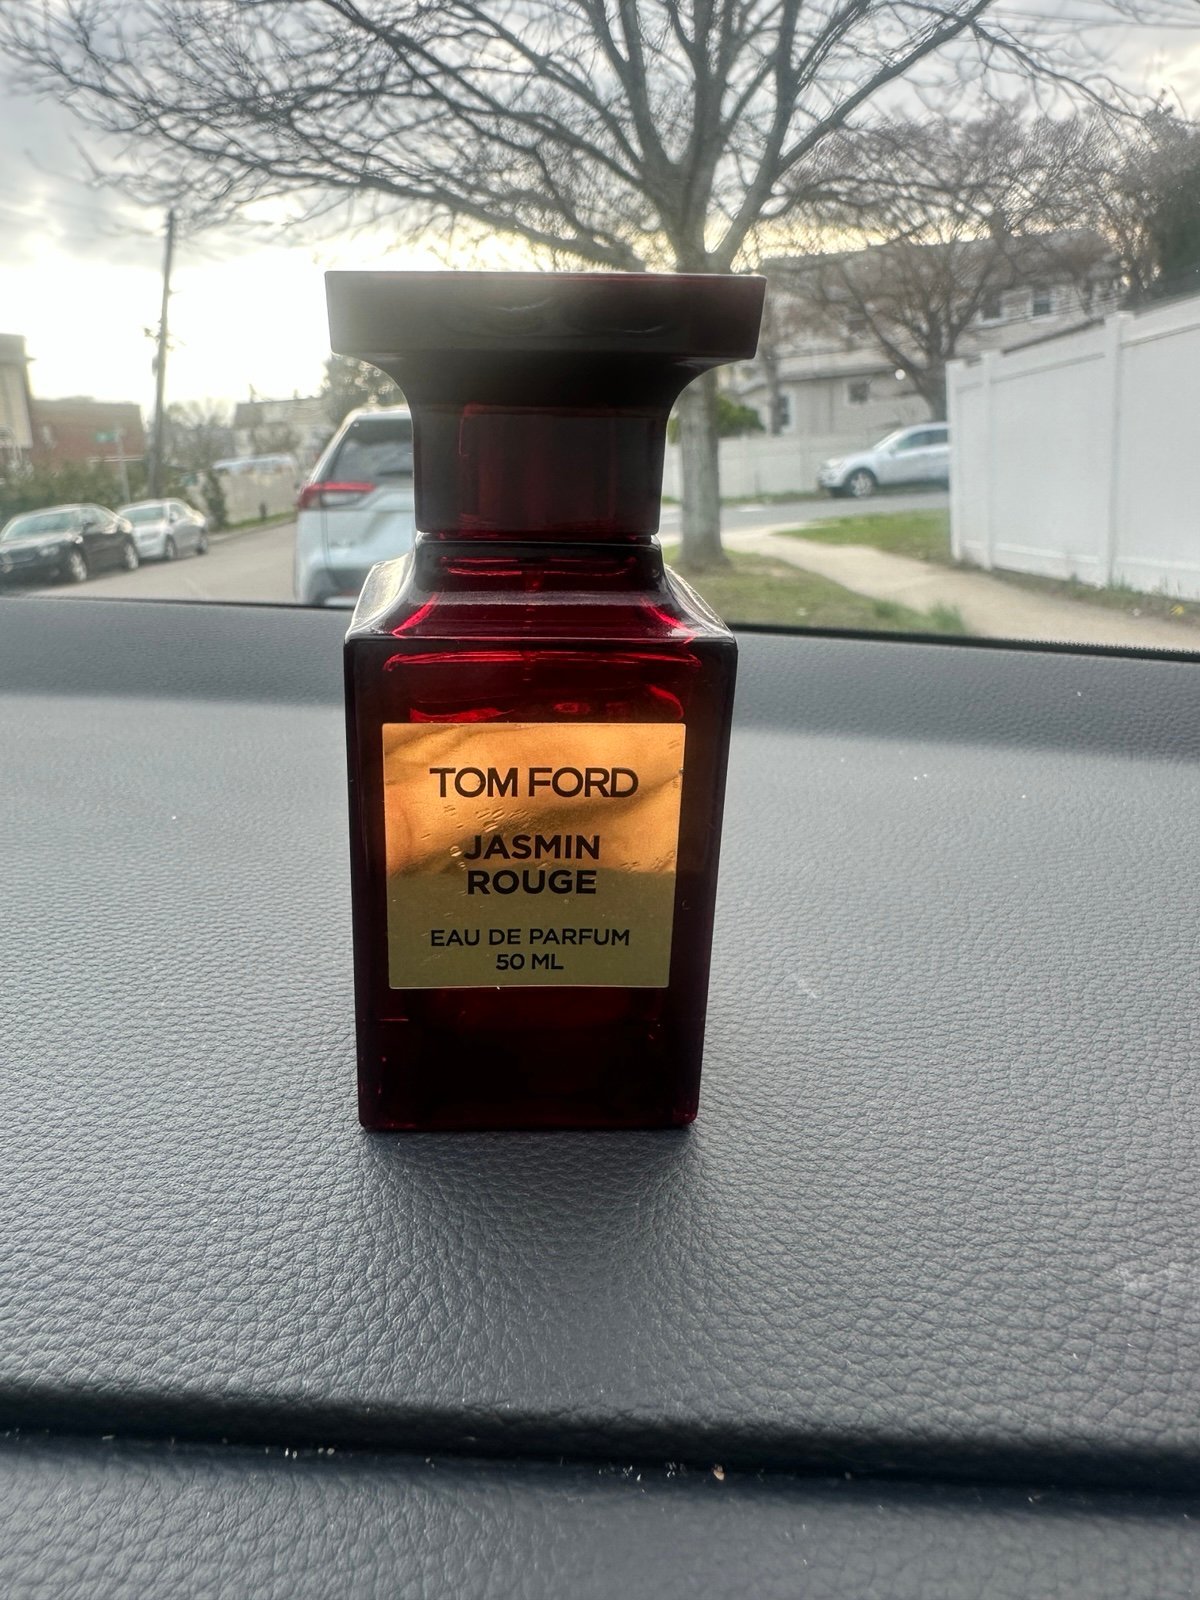 TOM FORD
JASMIN
ROUGE
EAU DE PARFUM
50 ML